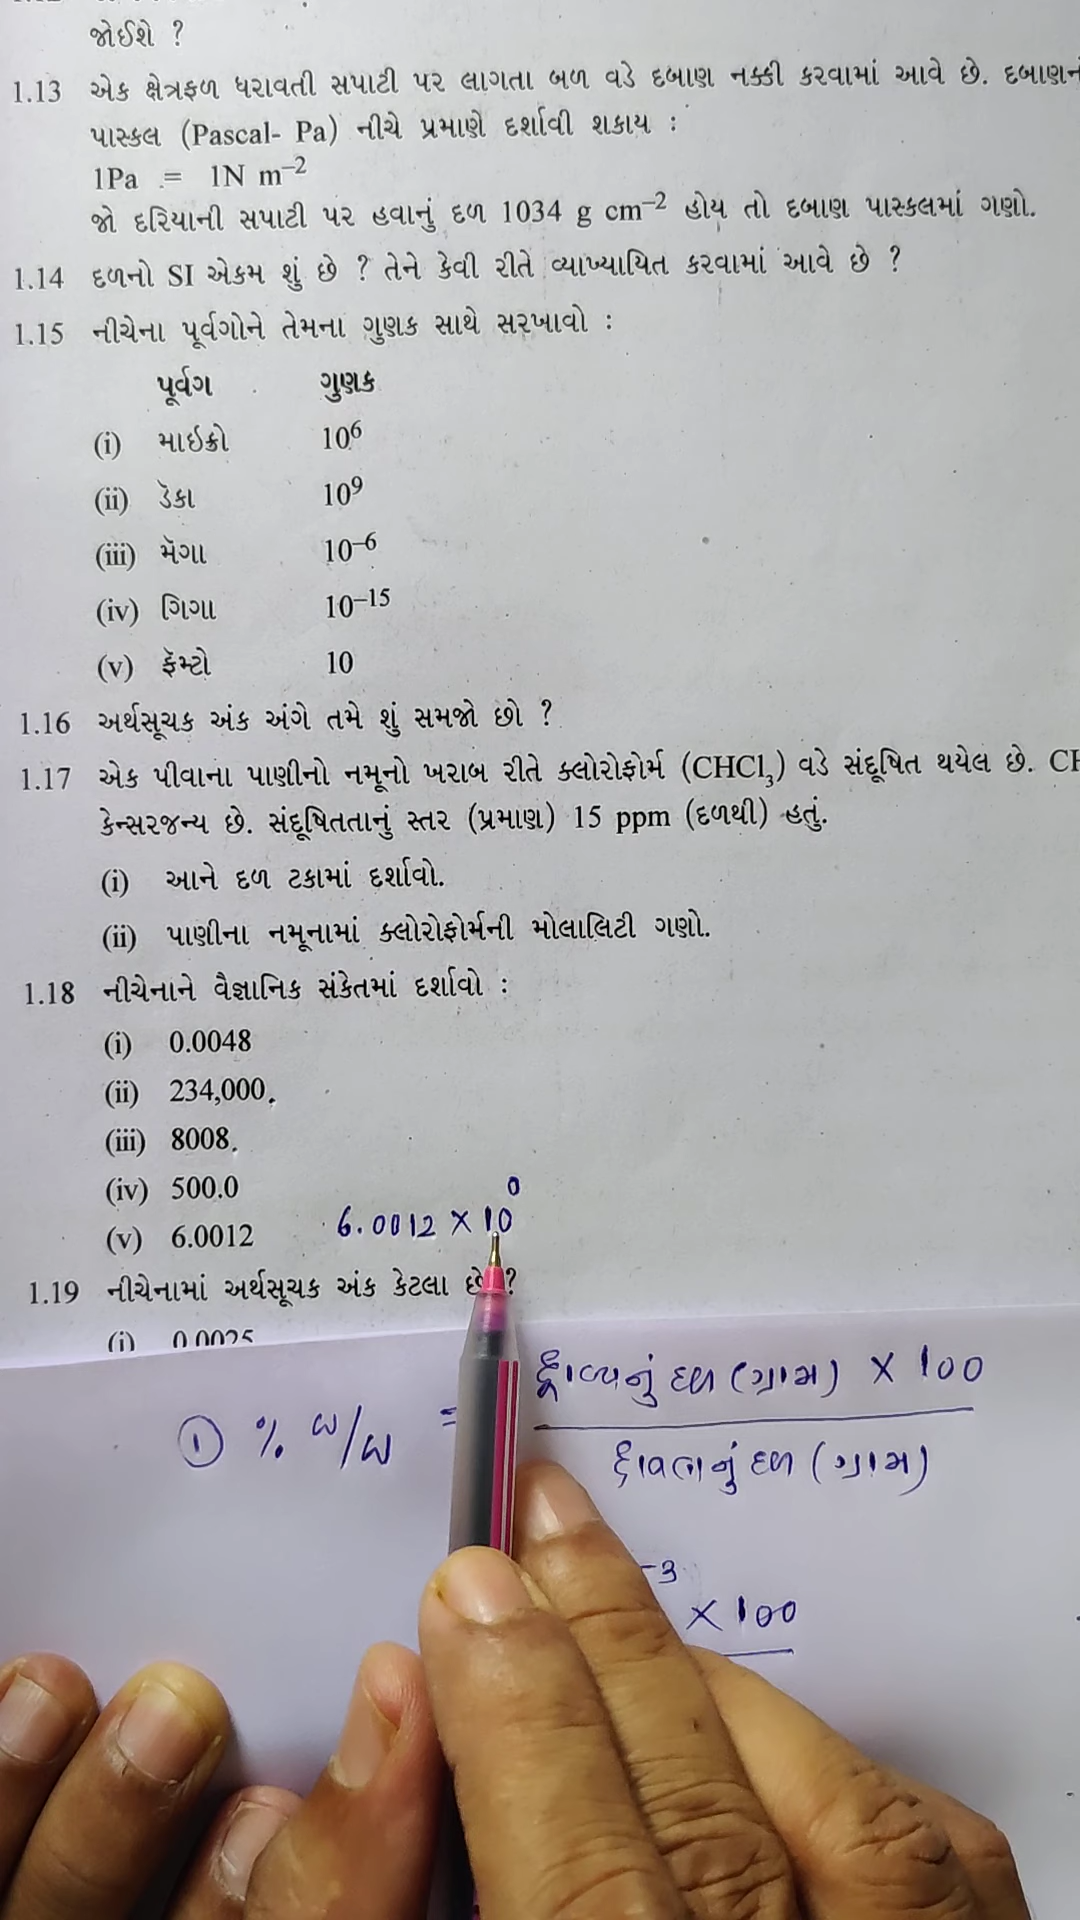 જોઈશે ?
1.13 એક ક્ષેત્રફળ ધરાવતી સપાટી પર લાગતા બળ વડે દબાણ નક્કી કરવામાં આવે છે. દબાણનો
પાસ્કલ (Pascal- Pa) નીચે પ્રમાણે દર્શાવી શકાય :
1Pa = 1N m⁻²
જો દરિયાની સપાટી પર હવાનું દળ 1034 g cm⁻² હોય તો દબાણ પાસ્કલમાં ગણો.
1.14 દળનો SI એકમ શું છે ? તેને કેવી રીતે વ્યાખ્યાયિત કરવામાં આવે છે ?
1.15 નીચેના પૂર્વગોને તેમના ગુણક સાથે સરખાવો :
પૂર્વગ ગુણક
(i) માઇક્રો 10⁶
(ii) ડૅકા 10⁹
(iii) મૅગા 10⁻⁶
(iv) ગિગા 10⁻¹⁵
(v) ફૅમ્ટો 10
1.16 અર્થસૂચક અંક અંગે તમે શું સમજો છો ?
1.17 એક પીવાના પાણીનો નમૂનો ખરાબ રીતે ક્લોરોફોર્મ (CHCl₃) વડે સંદૂષિત થયેલ છે. CH
કેન્સરજન્ય છે. સંદૂષિતતાનું સ્તર (પ્રમાણ) 15 ppm (દળથી) હતું.
(i) આને દળ ટકામાં દર્શાવો.
(ii) પાણીના નમૂનામાં ક્લોરોફોર્મની મોલાલિટી ગણો.
1.18 નીચેનાને વૈજ્ઞાનિક સંકેતમાં દર્શાવો :
(i) 0.0048
(ii) 234,000.
(iii) 8008.
(iv) 500.0
(v) 6.0012 6.0012 × 10⁰
1.19 નીચેનામાં અર્થસૂચક અંક કેટલા છે ?
(i) 0.0025
દ્રાવ્યનું દળ (ગ્રામ) × 100
① % w/w =
દ્રાવણનું દળ (ગ્રામ)
⁻³ × 100